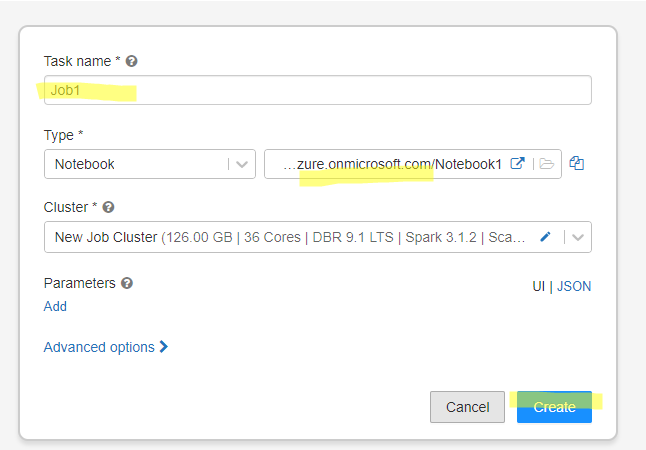 Task name *
Job1
Type *
Notebook …zure.onmicrosoft.com/Notebook1
Cluster *
New Job Cluster (126.00 GB | 36 Cores | DBR 9.1 LTS | Spark 3.1.2 | Sca...
Parameters UI | JSON
Add
Advanced options
Cancel Create